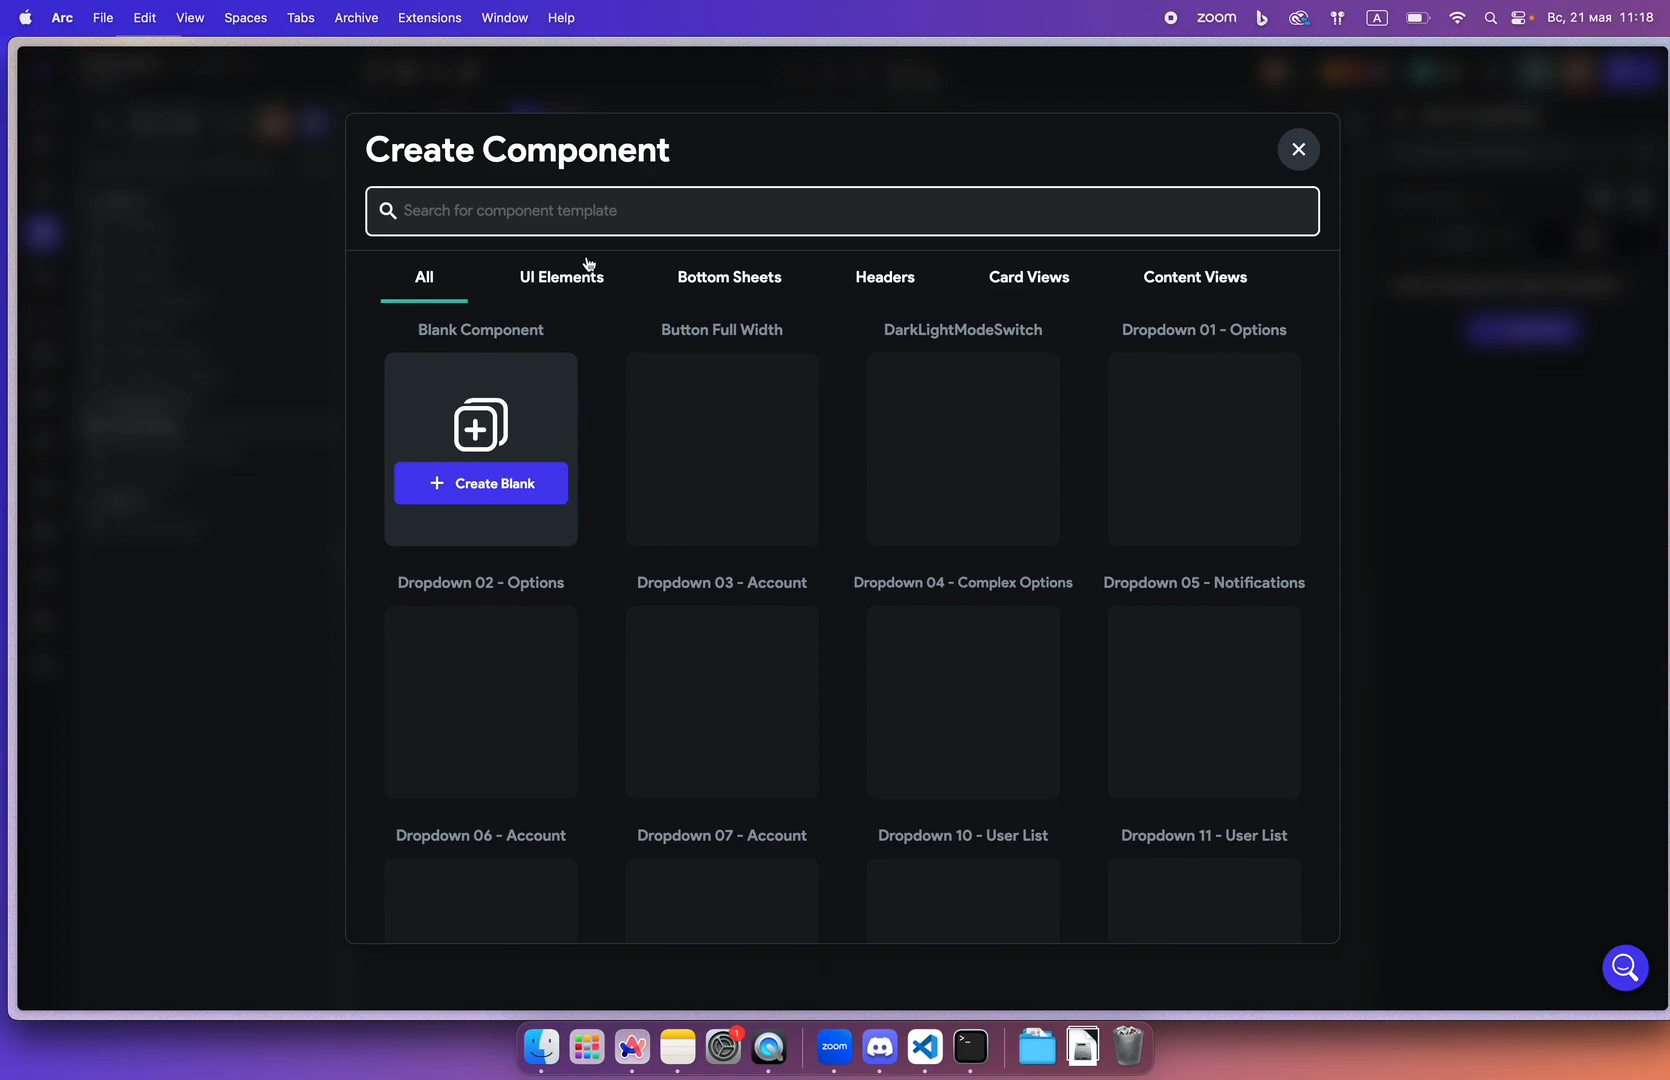 Arc File Edit View Spaces Tabs Archive Extensions Window Help zoom A Вс, 21 мая 11:18
Create Component
Search for component template
All UI Elements Bottom Sheets Headers Card Views Content Views
Blank Component Button Full Width DarkLightModeSwitch Dropdown 01 - Options
+ Create Blank
Dropdown 02 - Options Dropdown 03 - Account Dropdown 04 - Complex Options Dropdown 05 - Notifications
Dropdown 06 - Account Dropdown 07 - Account Dropdown 10 - User List Dropdown 11 - User List
1
zoom